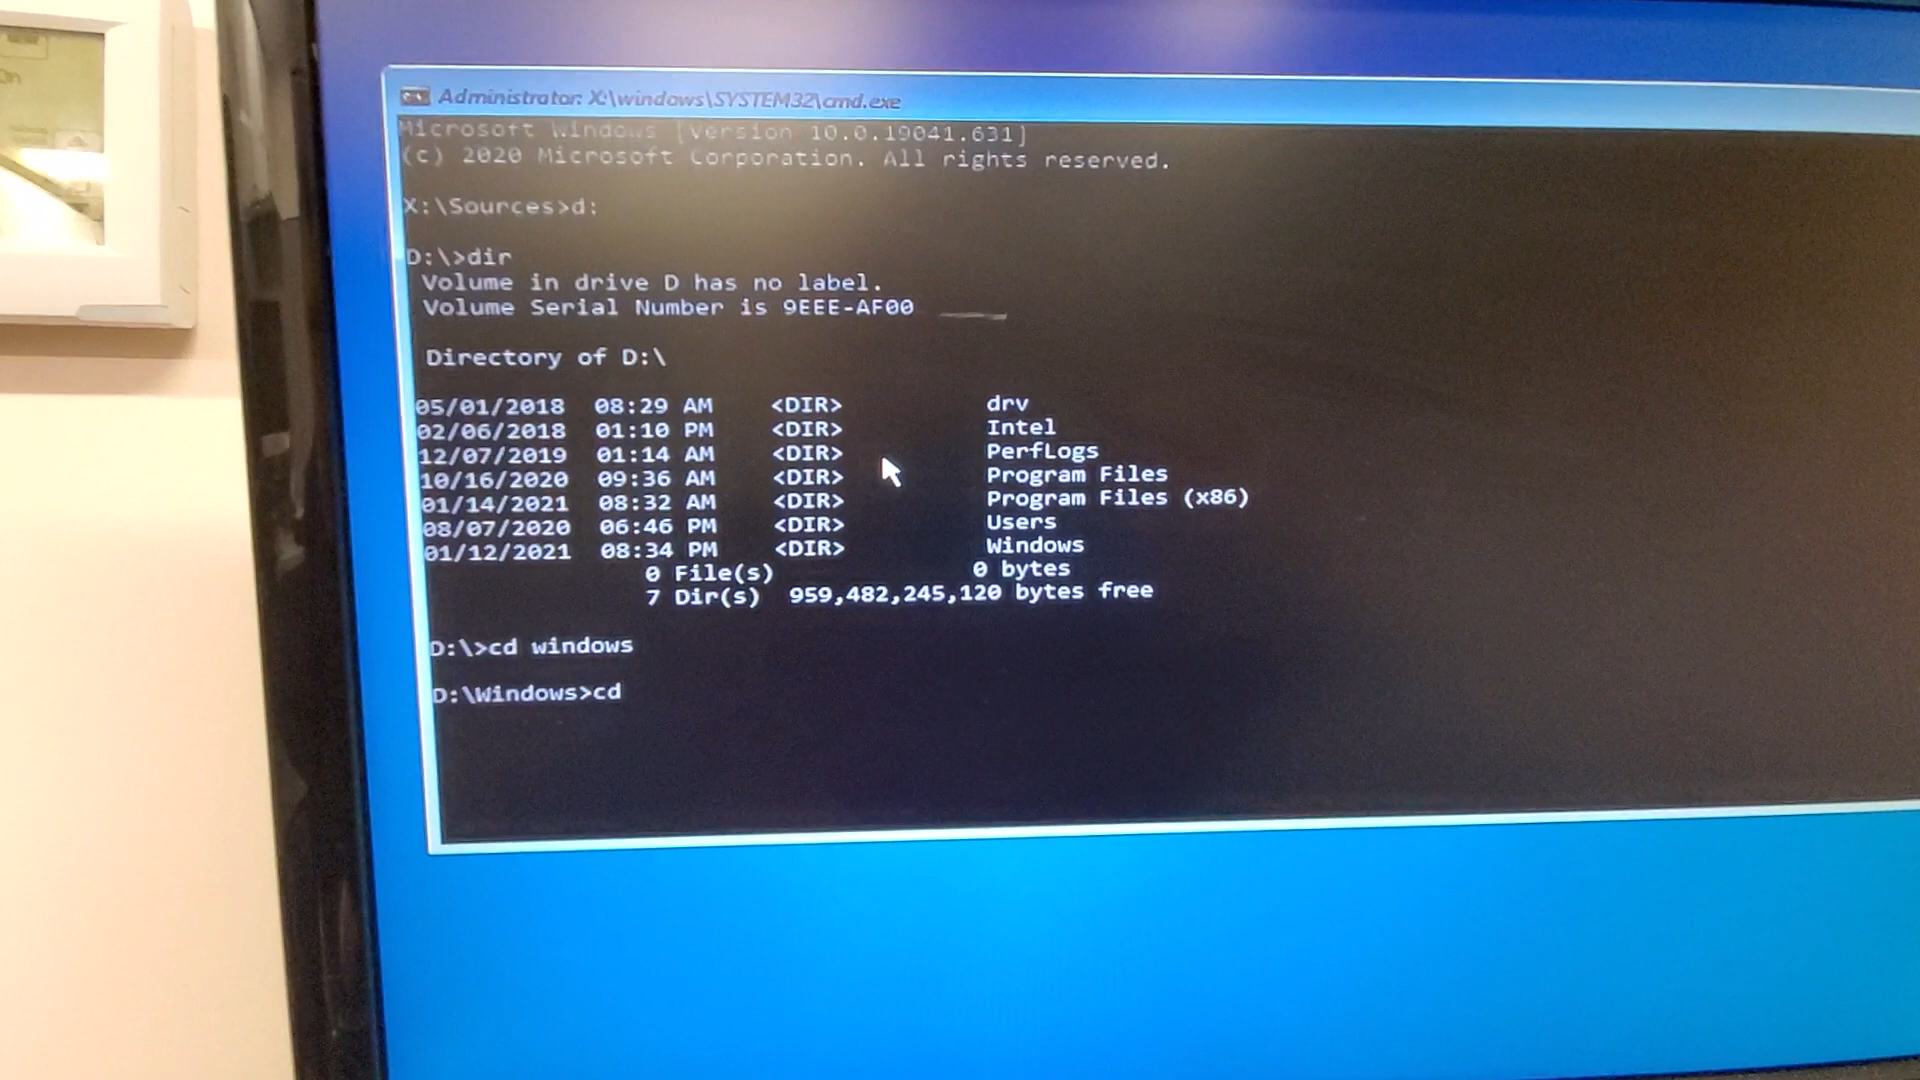 On
Administrator: X:\windows\SYSTEM32\cmd.exe
Microsoft Windows [Version 10.0.19041.631]
(c) 2020 Microsoft Corporation. All rights reserved.
X:\Sources>d:
D:\>dir
Volume in drive D has no label.
Volume Serial Number is 9EEE-AF00
Directory of D:\
05/01/2018 08:29 AM <DIR> drv
02/06/2018 01:10 PM <DIR> Intel
12/07/2019 01:14 AM <DIR> PerfLogs
10/16/2020 09:36 AM <DIR> Program Files
01/14/2021 08:32 AM <DIR> Program Files (x86)
08/07/2020 06:46 PM <DIR> Users
01/12/2021 08:34 PM <DIR> Windows
0 File(s) 0 bytes
7 Dir(s) 959,482,245,120 bytes free
D:\>cd windows
D:\Windows>cd